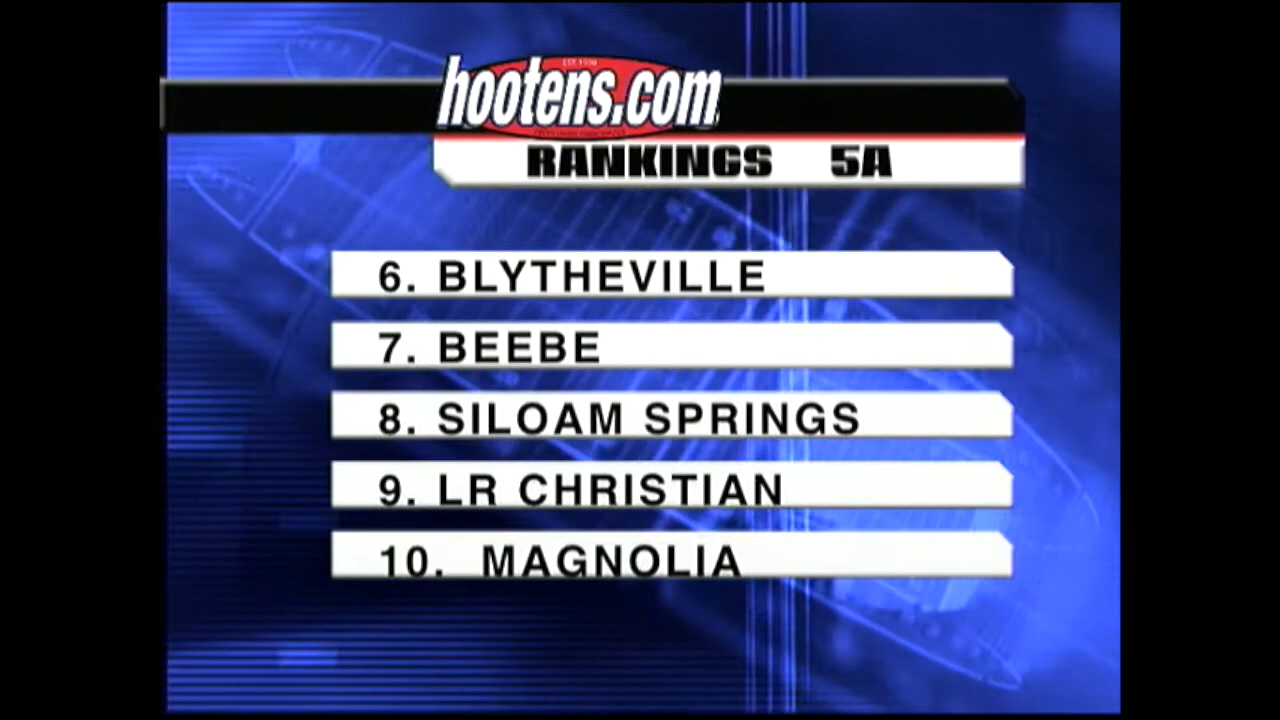 hootens.com
RANKINGS 5A
6. BLYTHEVILLE
7. BEEBE
8. SILOAM SPRINGS
9. LR CHRISTIAN
10. MAGNOLIA